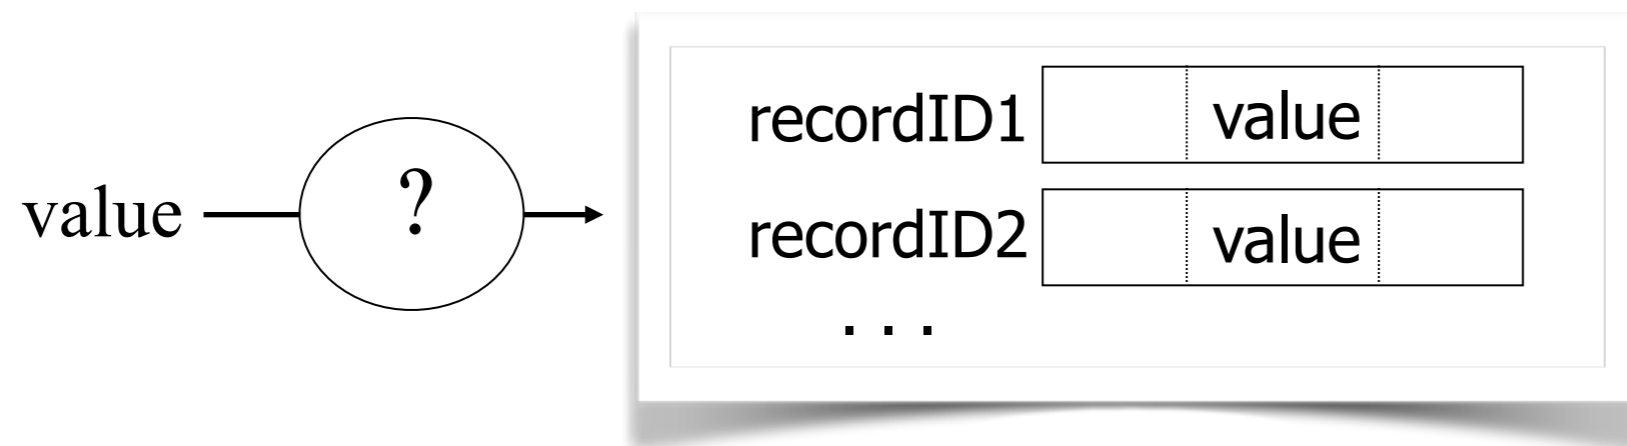 recordID1 value
value ? recordID2 value
. . .